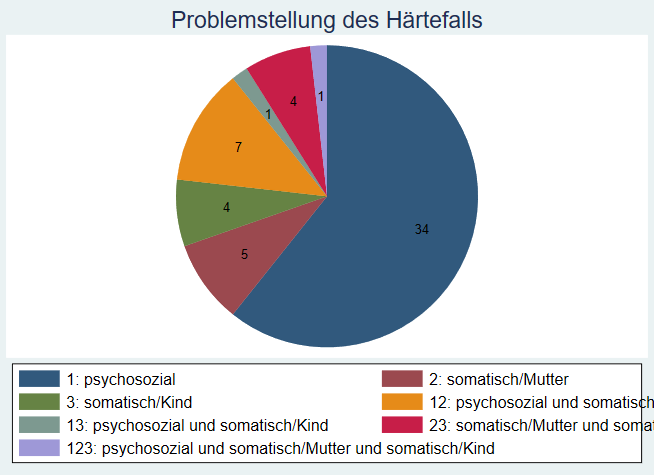 Problemstellung des Härtefalls
1
4
1
7
4
34
5
1: psychosozial
2: somatisch/Mutter
3: somatisch/Kind
12: psychosozial und somatisch
13: psychosozial und somatisch/Kind
23: somatisch/Mutter und somat
123: psychosozial und somatisch/Mutter und somatisch/Kind